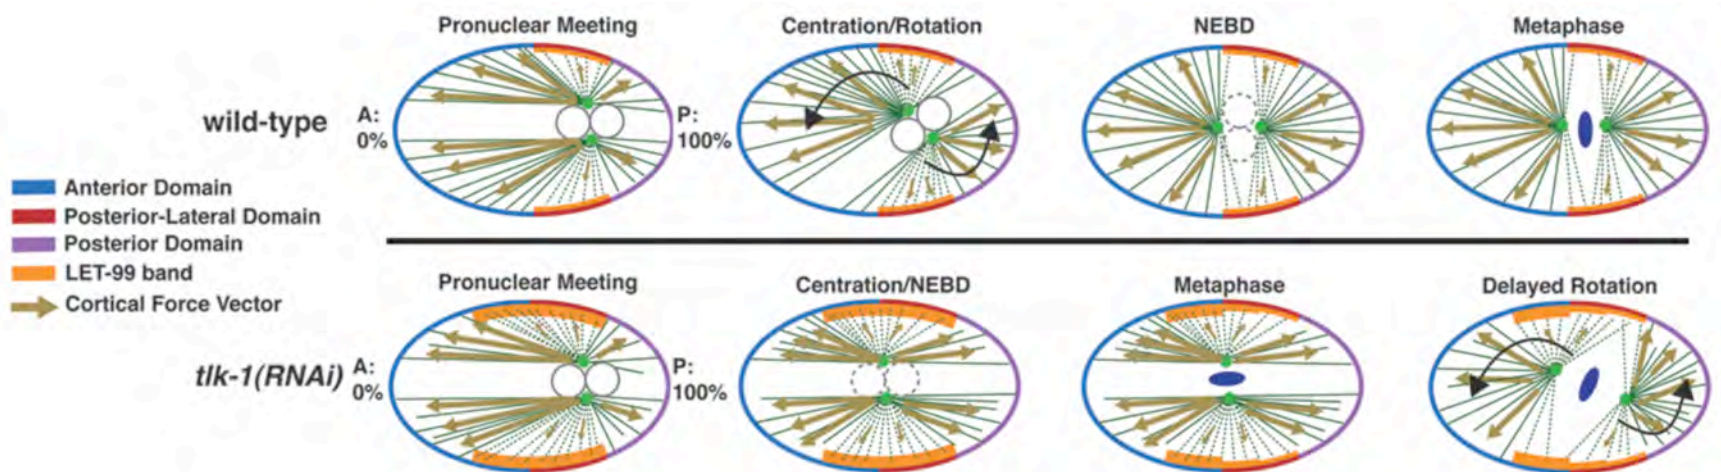 Pronuclear Meeting
Centration/Rotation
NEBD
Metaphase
wild-type
A:
0%
P:
100%
Anterior Domain
Posterior-Lateral Domain
Posterior Domain
LET-99 band
Cortical Force Vector
Pronuclear Meeting
Centration/NEBD
Metaphase
Delayed Rotation
tlk-1(RNAi)
A:
0%
P:
100%